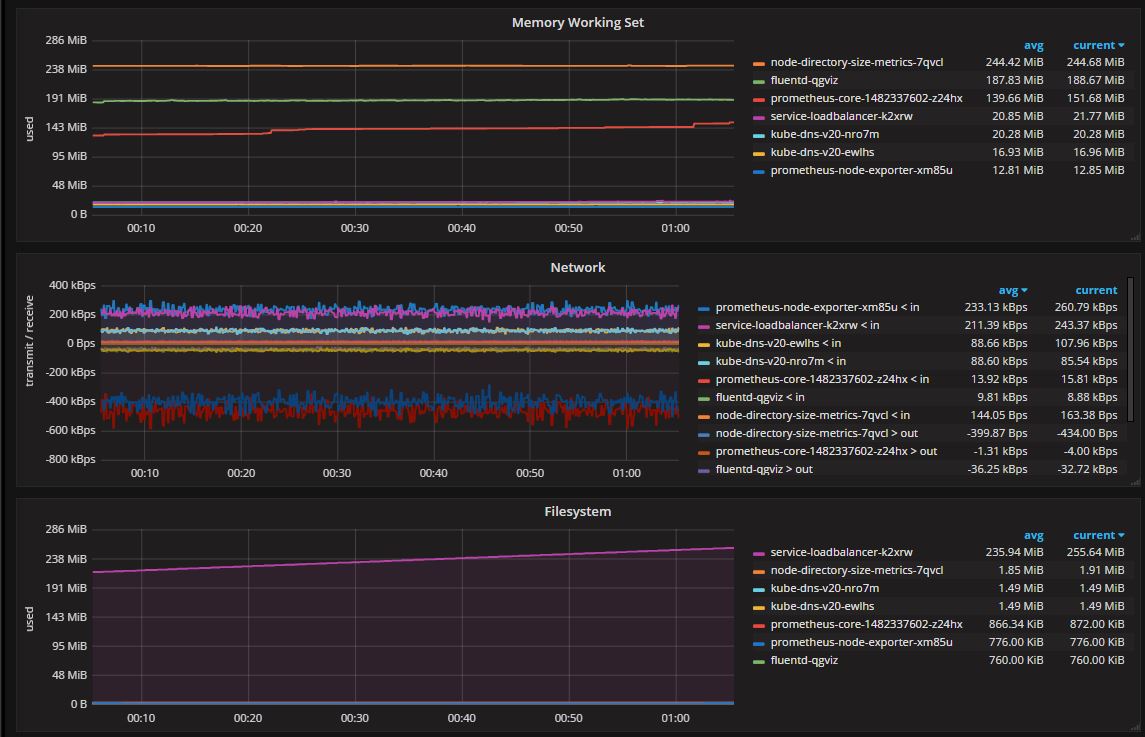 Memory Working Set
286 MiB
238 MiB
191 MiB
143 MiB
95 MiB
48 MiB
0 B
used
00:10 00:20 00:30 00:40 00:50 01:00
avg current
node-directory-size-metrics-7qvcl 244.42 MiB 244.68 MiB
fluentd-qgviz 187.83 MiB 188.67 MiB
prometheus-core-1482337602-z24hx 139.66 MiB 151.68 MiB
service-loadbalancer-k2xrw 20.85 MiB 21.77 MiB
kube-dns-v20-nro7m 20.28 MiB 20.28 MiB
kube-dns-v20-ewlhs 16.93 MiB 16.96 MiB
prometheus-node-exporter-xm85u 12.81 MiB 12.85 MiB
Network
400 kBps
200 kBps
0 Bps
-200 kBps
-400 kBps
-600 kBps
-800 kBps
transmit / receive
00:10 00:20 00:30 00:40 00:50 01:00
avg current
prometheus-node-exporter-xm85u < in 233.13 kBps 260.79 kBps
service-loadbalancer-k2xrw < in 211.39 kBps 243.37 kBps
kube-dns-v20-ewlhs < in 88.66 kBps 107.96 kBps
kube-dns-v20-nro7m < in 88.60 kBps 85.54 kBps
prometheus-core-1482337602-z24hx < in 13.92 kBps 15.81 kBps
fluentd-qgviz < in 9.81 kBps 8.88 kBps
node-directory-size-metrics-7qvcl < in 144.05 Bps 163.38 Bps
node-directory-size-metrics-7qvcl > out -399.87 Bps -434.00 Bps
prometheus-core-1482337602-z24hx > out -1.31 kBps -4.00 kBps
fluentd-qgviz > out -36.25 kBps -32.72 kBps
Filesystem
286 MiB
238 MiB
191 MiB
143 MiB
95 MiB
48 MiB
0 B
used
00:10 00:20 00:30 00:40 00:50 01:00
avg current
service-loadbalancer-k2xrw 235.94 MiB 255.64 MiB
node-directory-size-metrics-7qvcl 1.85 MiB 1.91 MiB
kube-dns-v20-nro7m 1.49 MiB 1.49 MiB
kube-dns-v20-ewlhs 1.49 MiB 1.49 MiB
prometheus-core-1482337602-z24hx 866.34 KiB 872.00 KiB
prometheus-node-exporter-xm85u 776.00 KiB 776.00 KiB
fluentd-qgviz 760.00 KiB 760.00 KiB